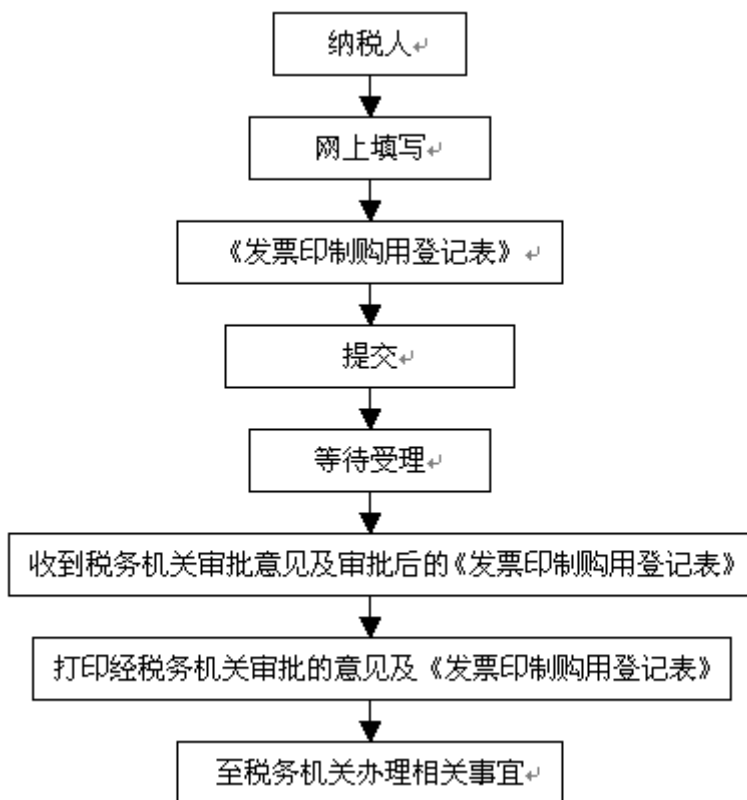 纳税人
网上填写
《发票印制购用登记表》
提交
等待受理
收到税务机关审批意见及审批后的《发票印制购用登记表》
打印经税务机关审批的意见及《发票印制购用登记表》
至税务机关办理相关事宜